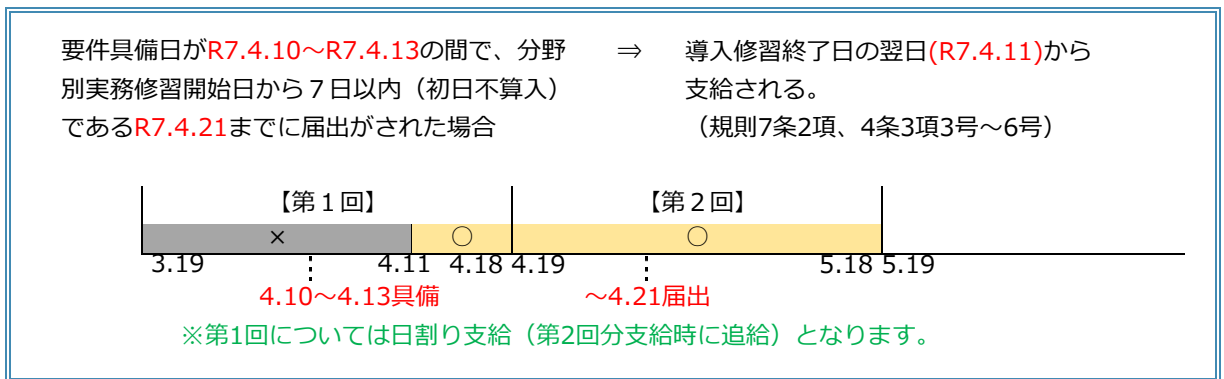 要件具備日がR7.4.10～R7.4.13の間で、分野
別実務修習開始日から７日以内（初日不算入）
であるR7.4.21までに届出がされた場合
⇒
導入修習終了日の翌日(R7.4.11)から
支給される。
（規則7条2項、4条3項3号～6号）
【第１回】 【第２回】
× ○ ○
3.19 4.11 4.18 4.19 5.18 5.19
4.10～4.13具備 ～4.21届出
※第1回については日割り支給（第2回分支給時に追給）となります。